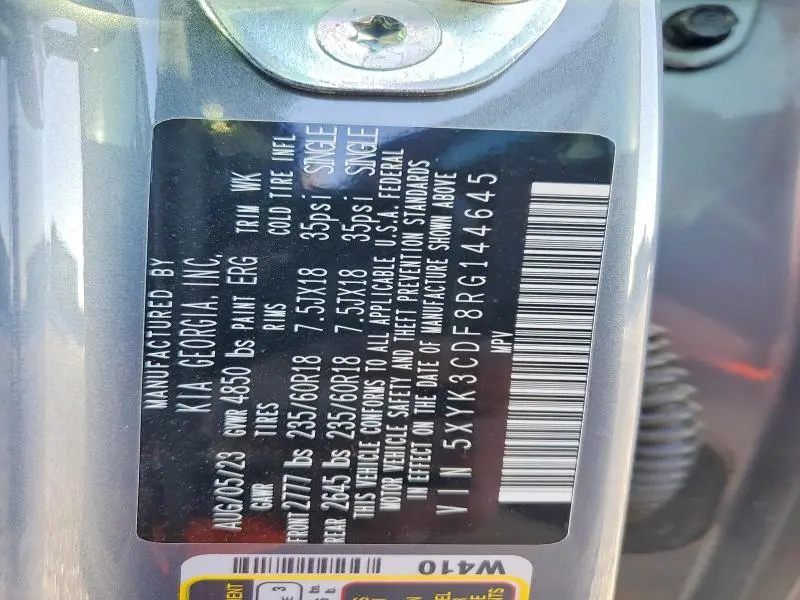 MANUFACTURED BY
KIA GEORGIA, INC.
AUG/05/23 GVWR 4850 lbs PAINT ERG TRIM WK
GAWR TIRES RIMS COLD TIRE INFL
FRONT 2777 lbs 235/60R18 7.5JX18 35psi SINGLE
REAR 2645 lbs 235/60R18 7.5JX18 35psi SINGLE
THIS VEHICLE CONFORMS TO ALL APPLICABLE U.S.A. FEDERAL
MOTOR VEHICLE SAFETY AND THEFT PREVENTION STANDARDS
IN EFFECT ON THE DATE OF MANUFACTURE SHOWN ABOVE
VIN 5XYK3CDF8RG144645
MPV
W410